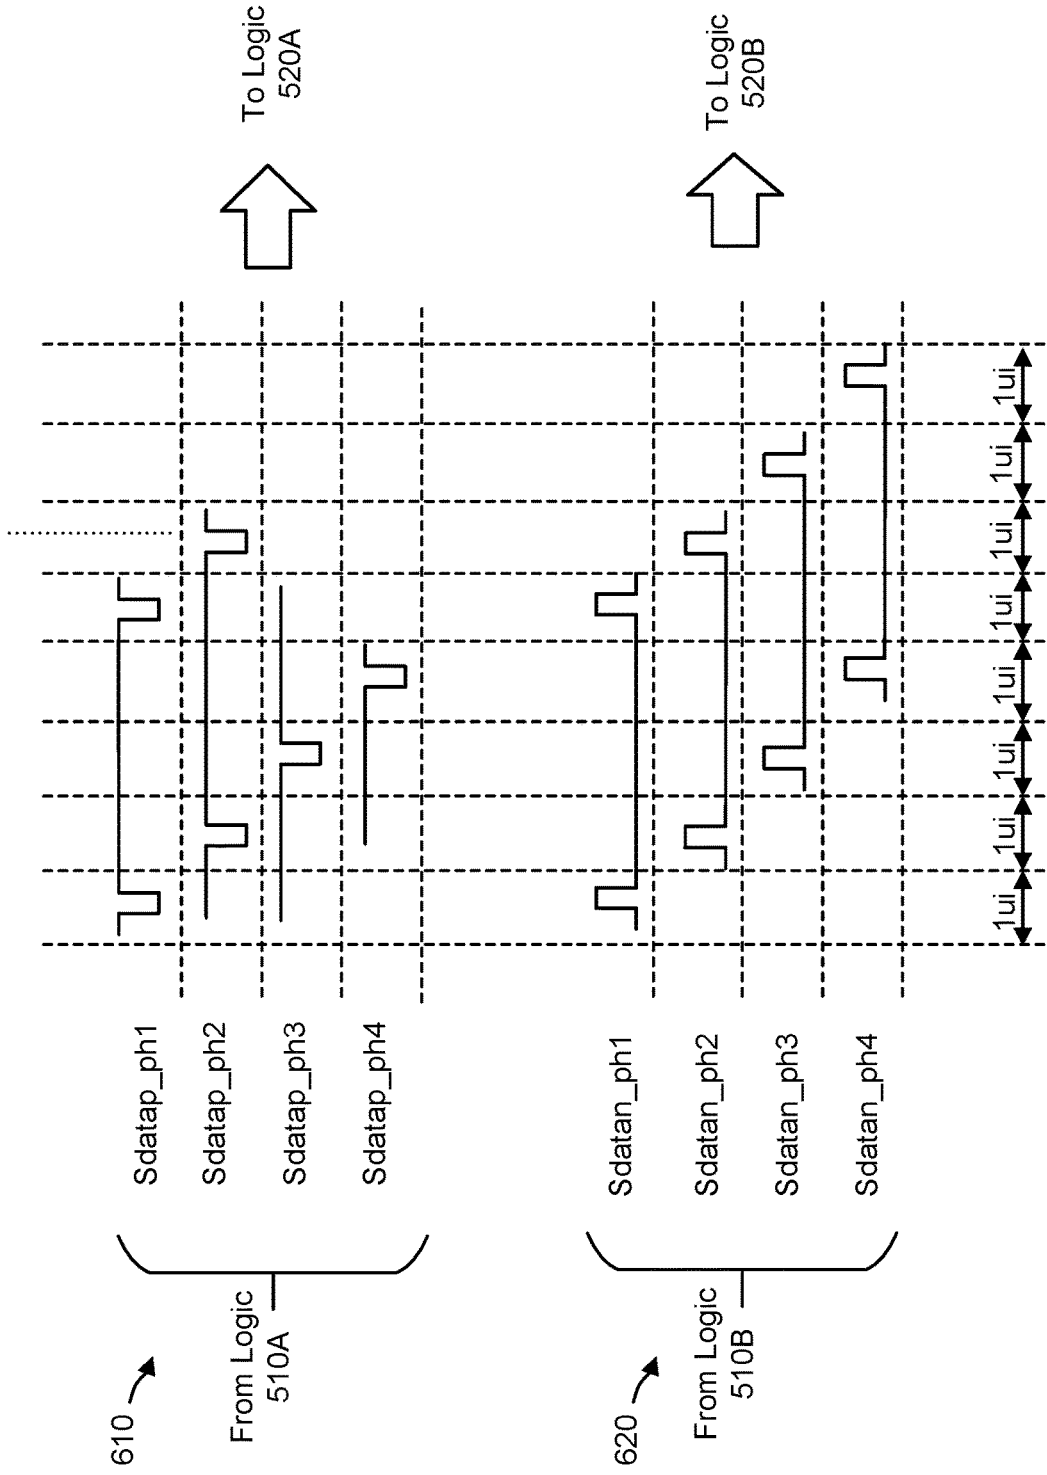 610
From Logic
510A
Sdatap_ph1
Sdatap_ph2
Sdatap_ph3
Sdatap_ph4
To Logic
520A
620
From Logic
510B
Sdatan_ph1
Sdatan_ph2
Sdatan_ph3
Sdatan_ph4
To Logic
520B
1ui
1ui
1ui
1ui
1ui
1ui
1ui
1ui